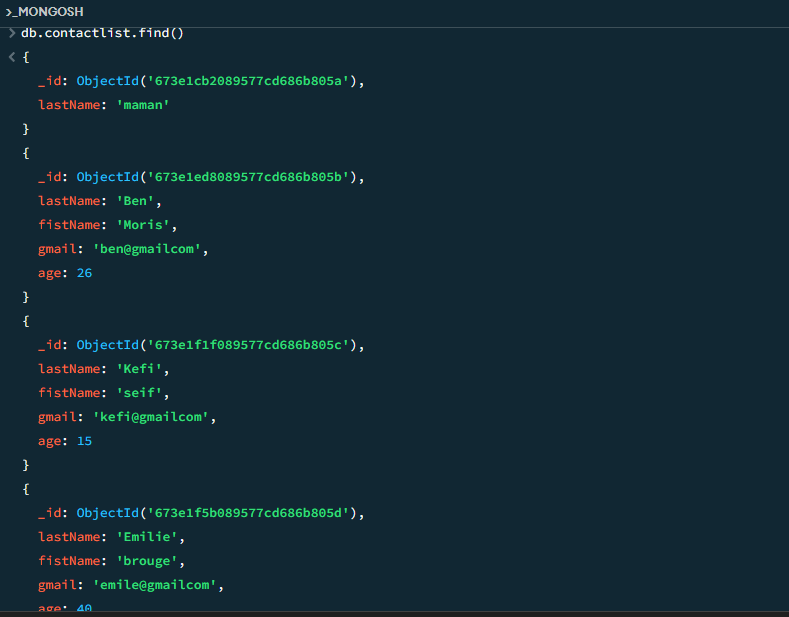 >_MONGOSH
> db.contactlist.find()
< {
_id: ObjectId('673e1cb2089577cd686b805a'),
lastName: 'maman'
}
{
_id: ObjectId('673e1ed8089577cd686b805b'),
lastName: 'Ben',
fistName: 'Moris',
gmail: 'ben@gmailcom',
age: 26
}
{
_id: ObjectId('673e1f1f089577cd686b805c'),
lastName: 'Kefi',
fistName: 'seif',
gmail: 'kefi@gmailcom',
age: 15
}
{
_id: ObjectId('673e1f5b089577cd686b805d'),
lastName: 'Emilie',
fistName: 'brouge',
gmail: 'emile@gmailcom',
age: 40